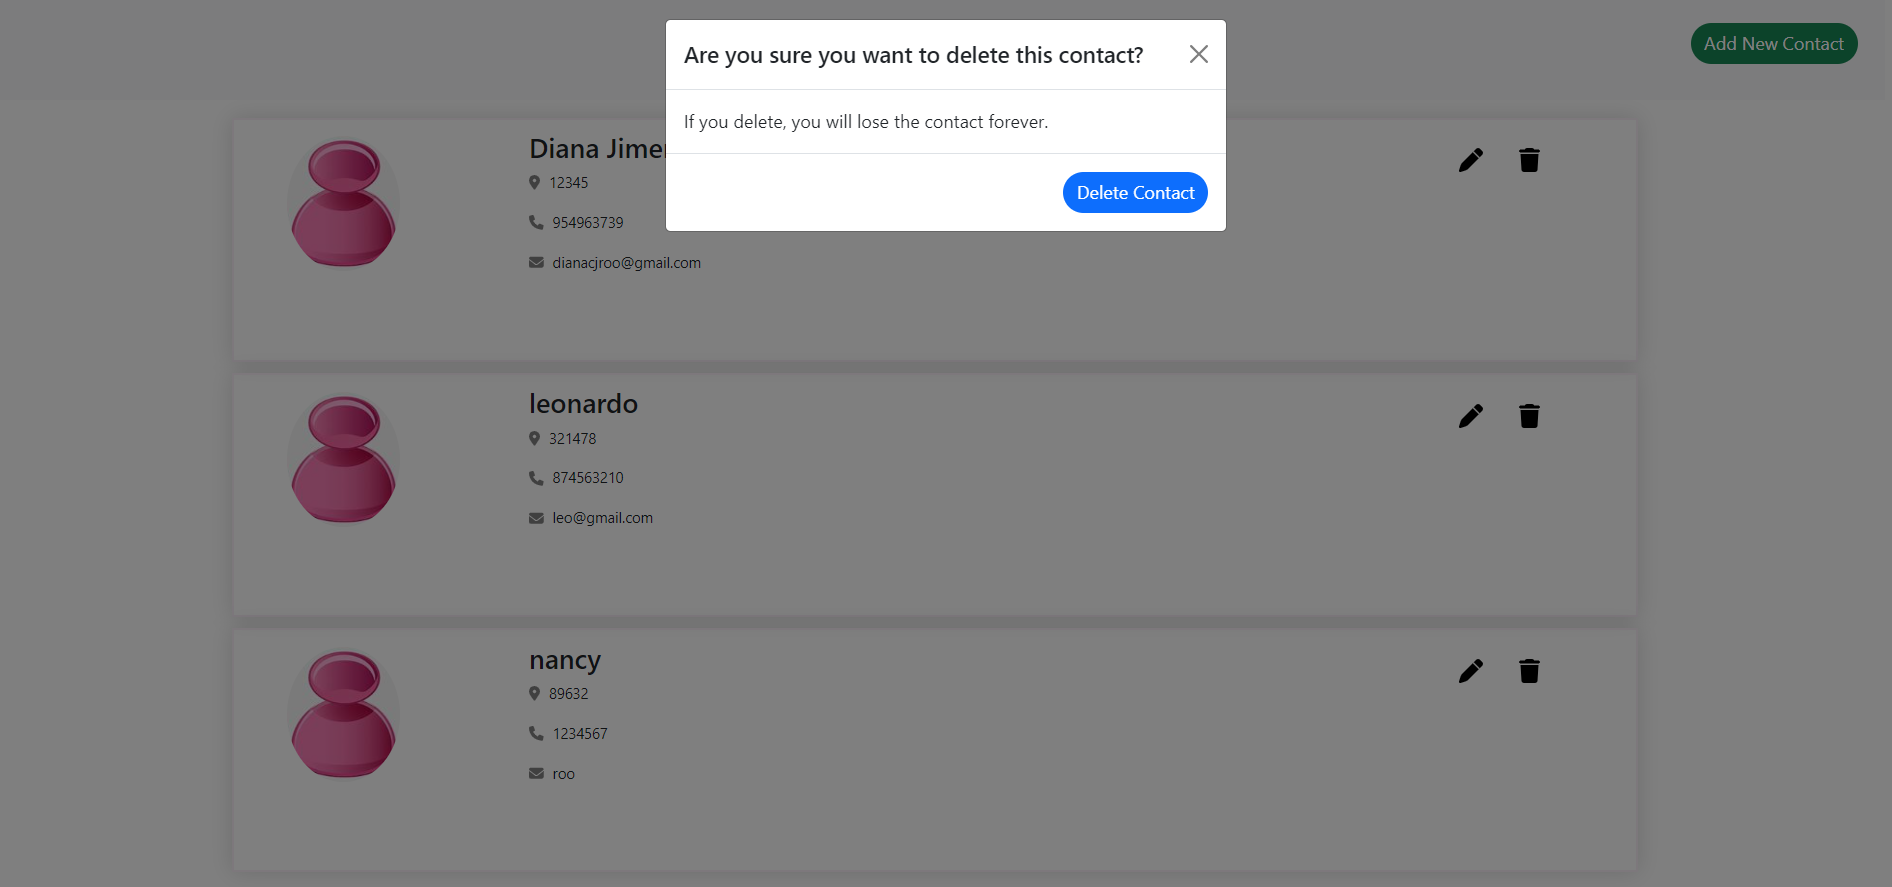 Add New Contact
Are you sure you want to delete this contact?
If you delete, you will lose the contact forever.
Delete Contact
Diana
12345
954963739
dianacjroo@gmail.com
leonardo
321478
874563210
leo@gmail.com
nancy
89632
1234567
roo